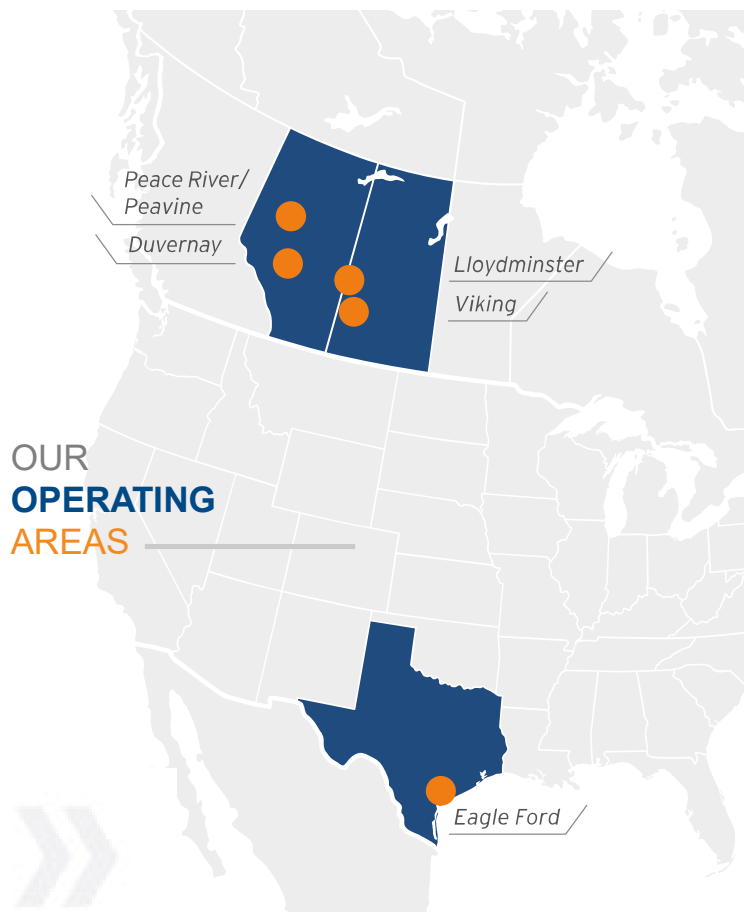 Peace River/
Peavine
Duvernay
Lloydminster
Viking
OUR
OPERATING
AREAS
Eagle Ford